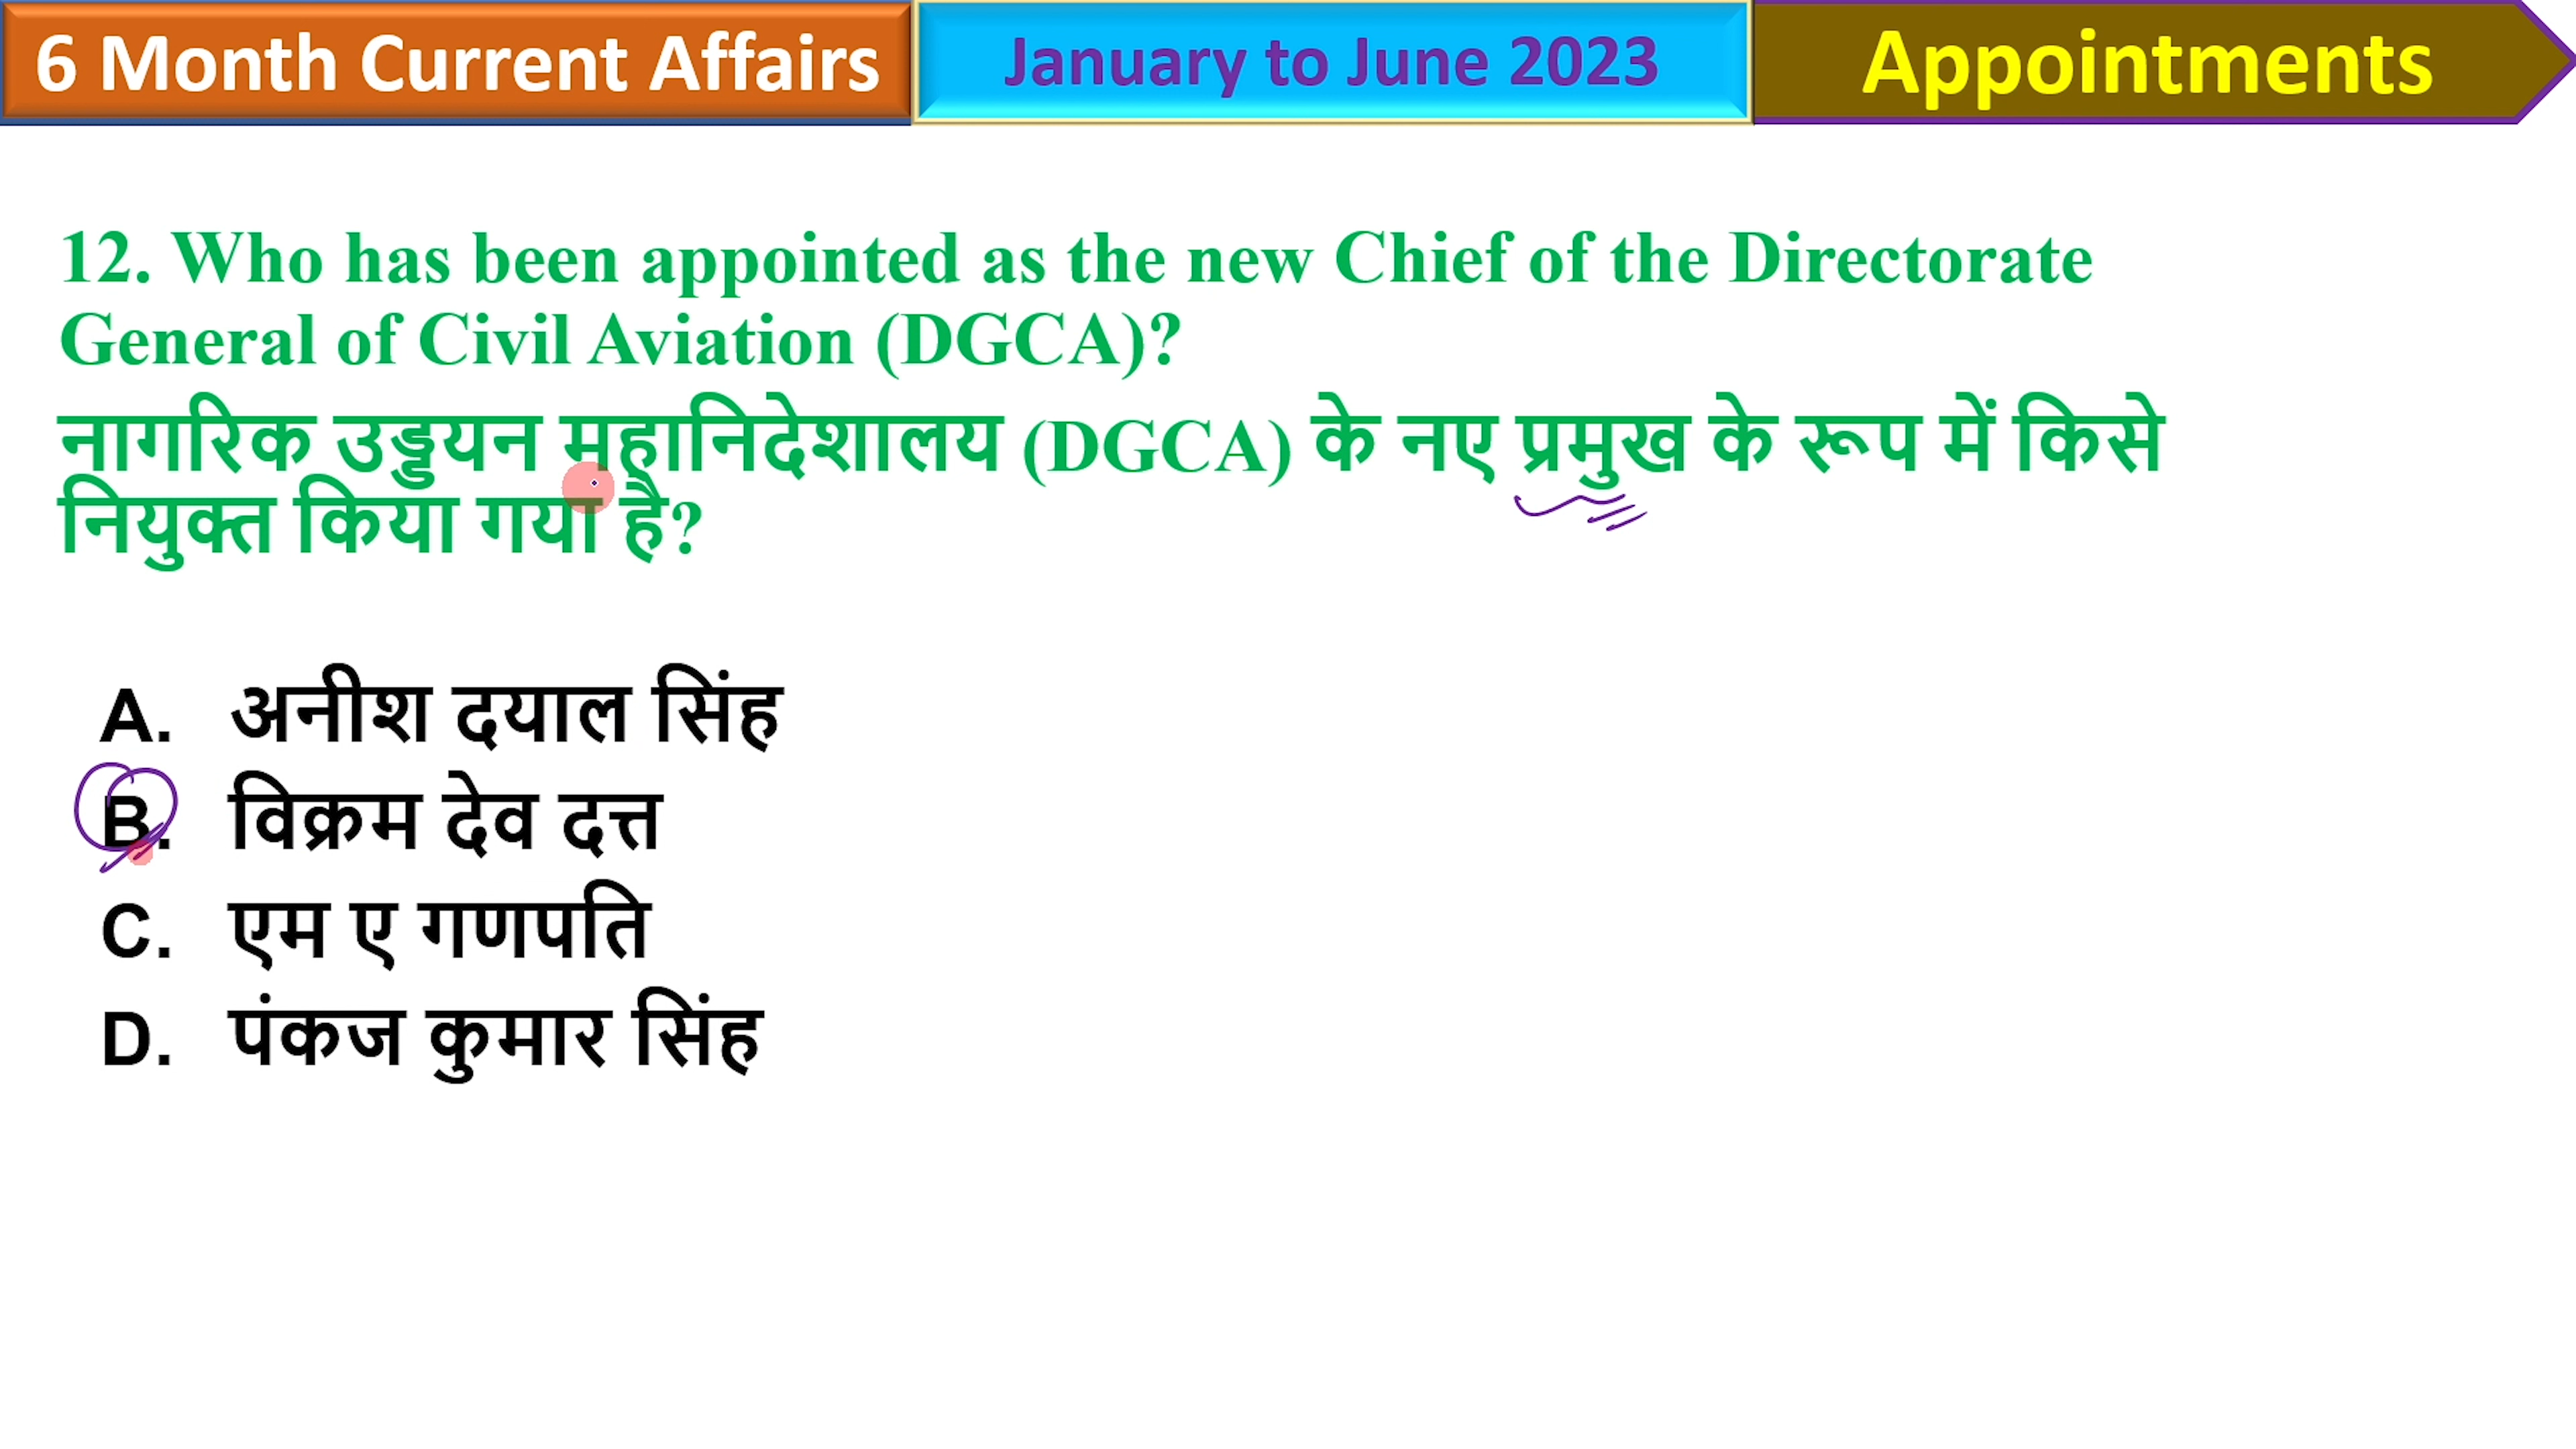 6 Month Current Affairs
January to June 2023
Appointments
12. Who has been appointed as the new Chief of the Directorate
General of Civil Aviation (DGCA)?
नागरिक उड्डयन महानिदेशालय (DGCA) के नए प्रमुख के रूप में किसे
नियुक्त किया गया है?
A. अनीश दयाल सिंह
B. विक्रम देव दत्त
C. एम ए गणपति
D. पंकज कुमार सिंह